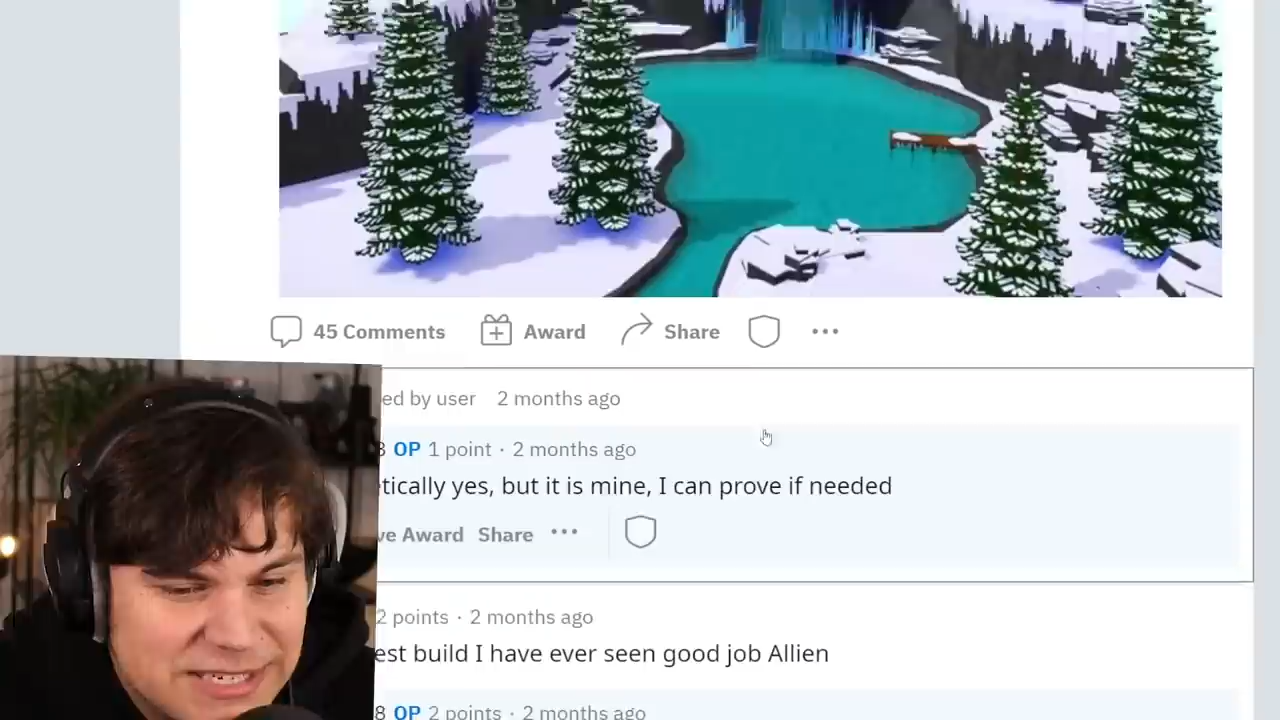 45 Comments Award Share
ed by user 2 months ago
8 OP 1 point · 2 months ago
tically yes, but it is mine, I can prove if needed
ve Award Share
2 points · 2 months ago
est build I have ever seen good job Allien
8 OP 2 points · 2 months ago